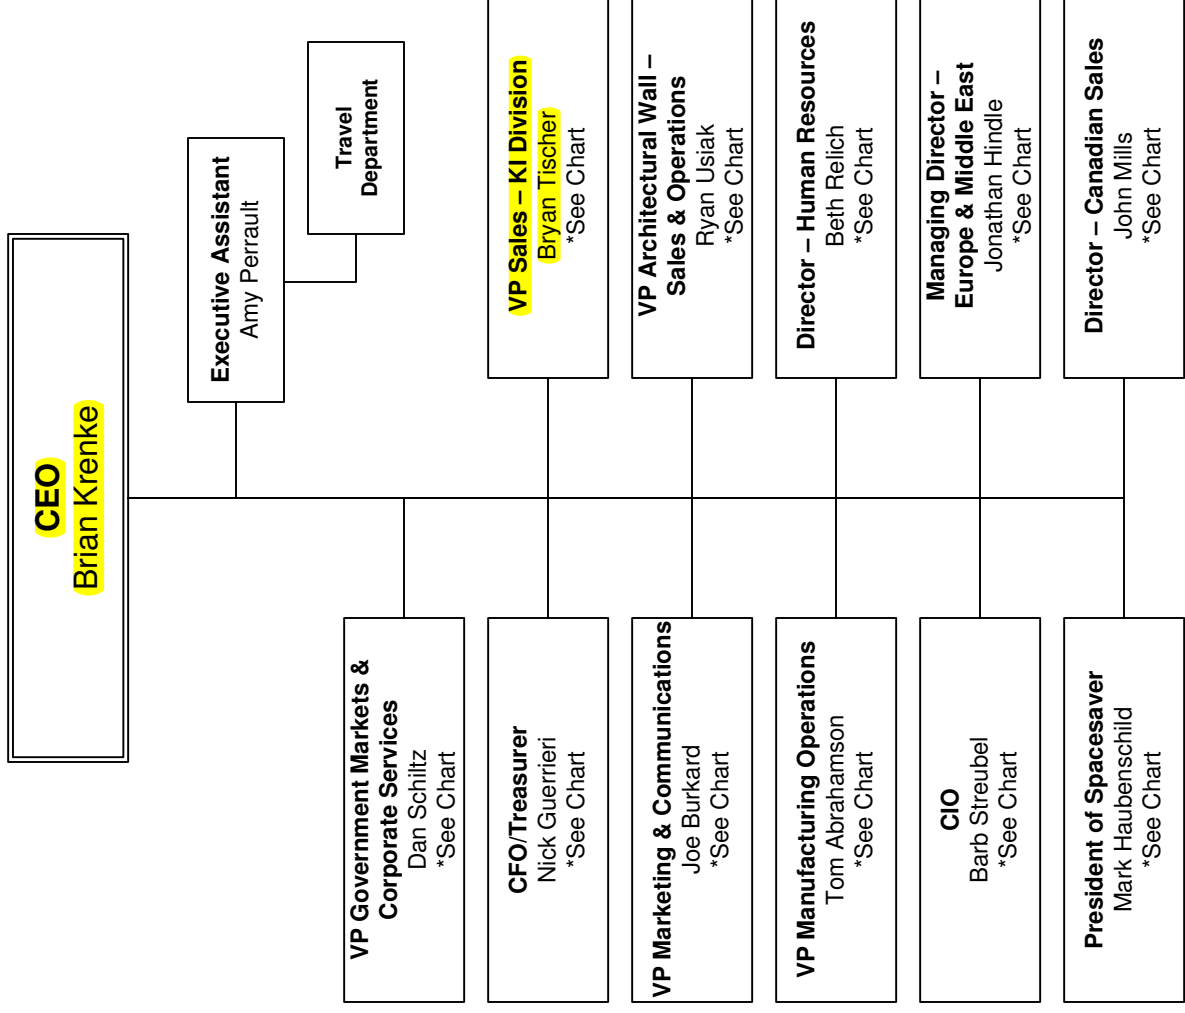 CEO
Brian Krenke
Executive Assistant
Amy Perrault
Travel
Department
VP Government Markets &
Corporate Services
Dan Schiltz
*See Chart
CFO/Treasurer
Nick Guerrieri
*See Chart
VP Sales – KI Division
Bryan Tischer
*See Chart
VP Marketing & Communications
Joe Burkard
*See Chart
VP Architectural Wall –
Sales & Operations
Ryan Usiak
*See Chart
VP Manufacturing Operations
Tom Abrahamson
*See Chart
Director – Human Resources
Beth Relich
*See Chart
CIO
Barb Streubel
*See Chart
Managing Director –
Europe & Middle East
Jonathan Hindle
*See Chart
President of Spacesaver
Mark Haubenschild
*See Chart
Director – Canadian Sales
John Mills
*See Chart